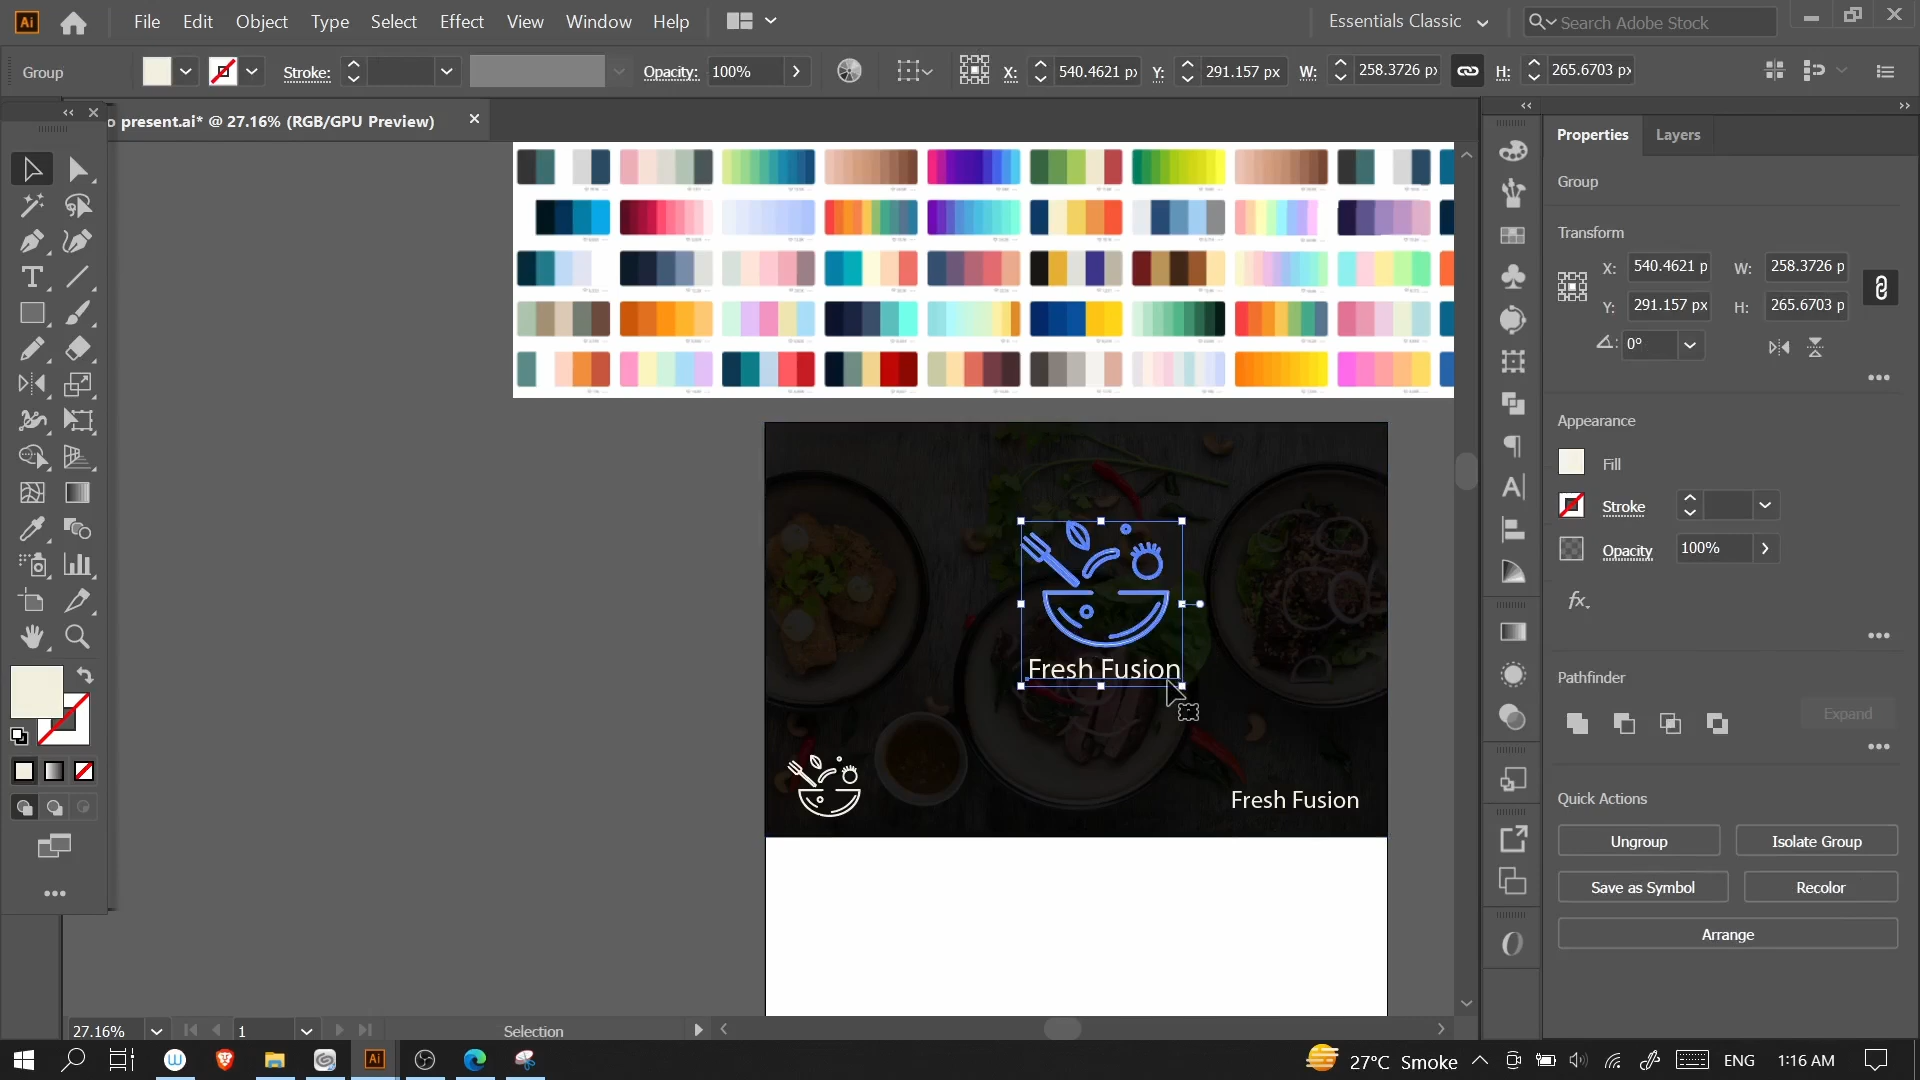 Ai File Edit Object Type Select Effect View Window Help Essentials Classic Search Adobe Stock
Group Stroke: Opacity: 100% X: 540.4621 px Y: 291.157 px W: 258.3726 px H: 265.6703 px
present.ai* @ 27.16% (RGB/GPU Preview)
Properties Layers
Group
Transform
X: 540.4621 p W: 258.3726 p
Y: 291.157 px H: 265.6703 p
0°
Appearance
Fill
Stroke
Opacity 100%
fx.
Fresh Fusion
Pathfinder
Expand
Fresh Fusion
Quick Actions
Ungroup Isolate Group
Save as Symbol Recolor
Arrange
27.16% 1 Selection
Ai 27°C Smoke ENG 1:16 AM